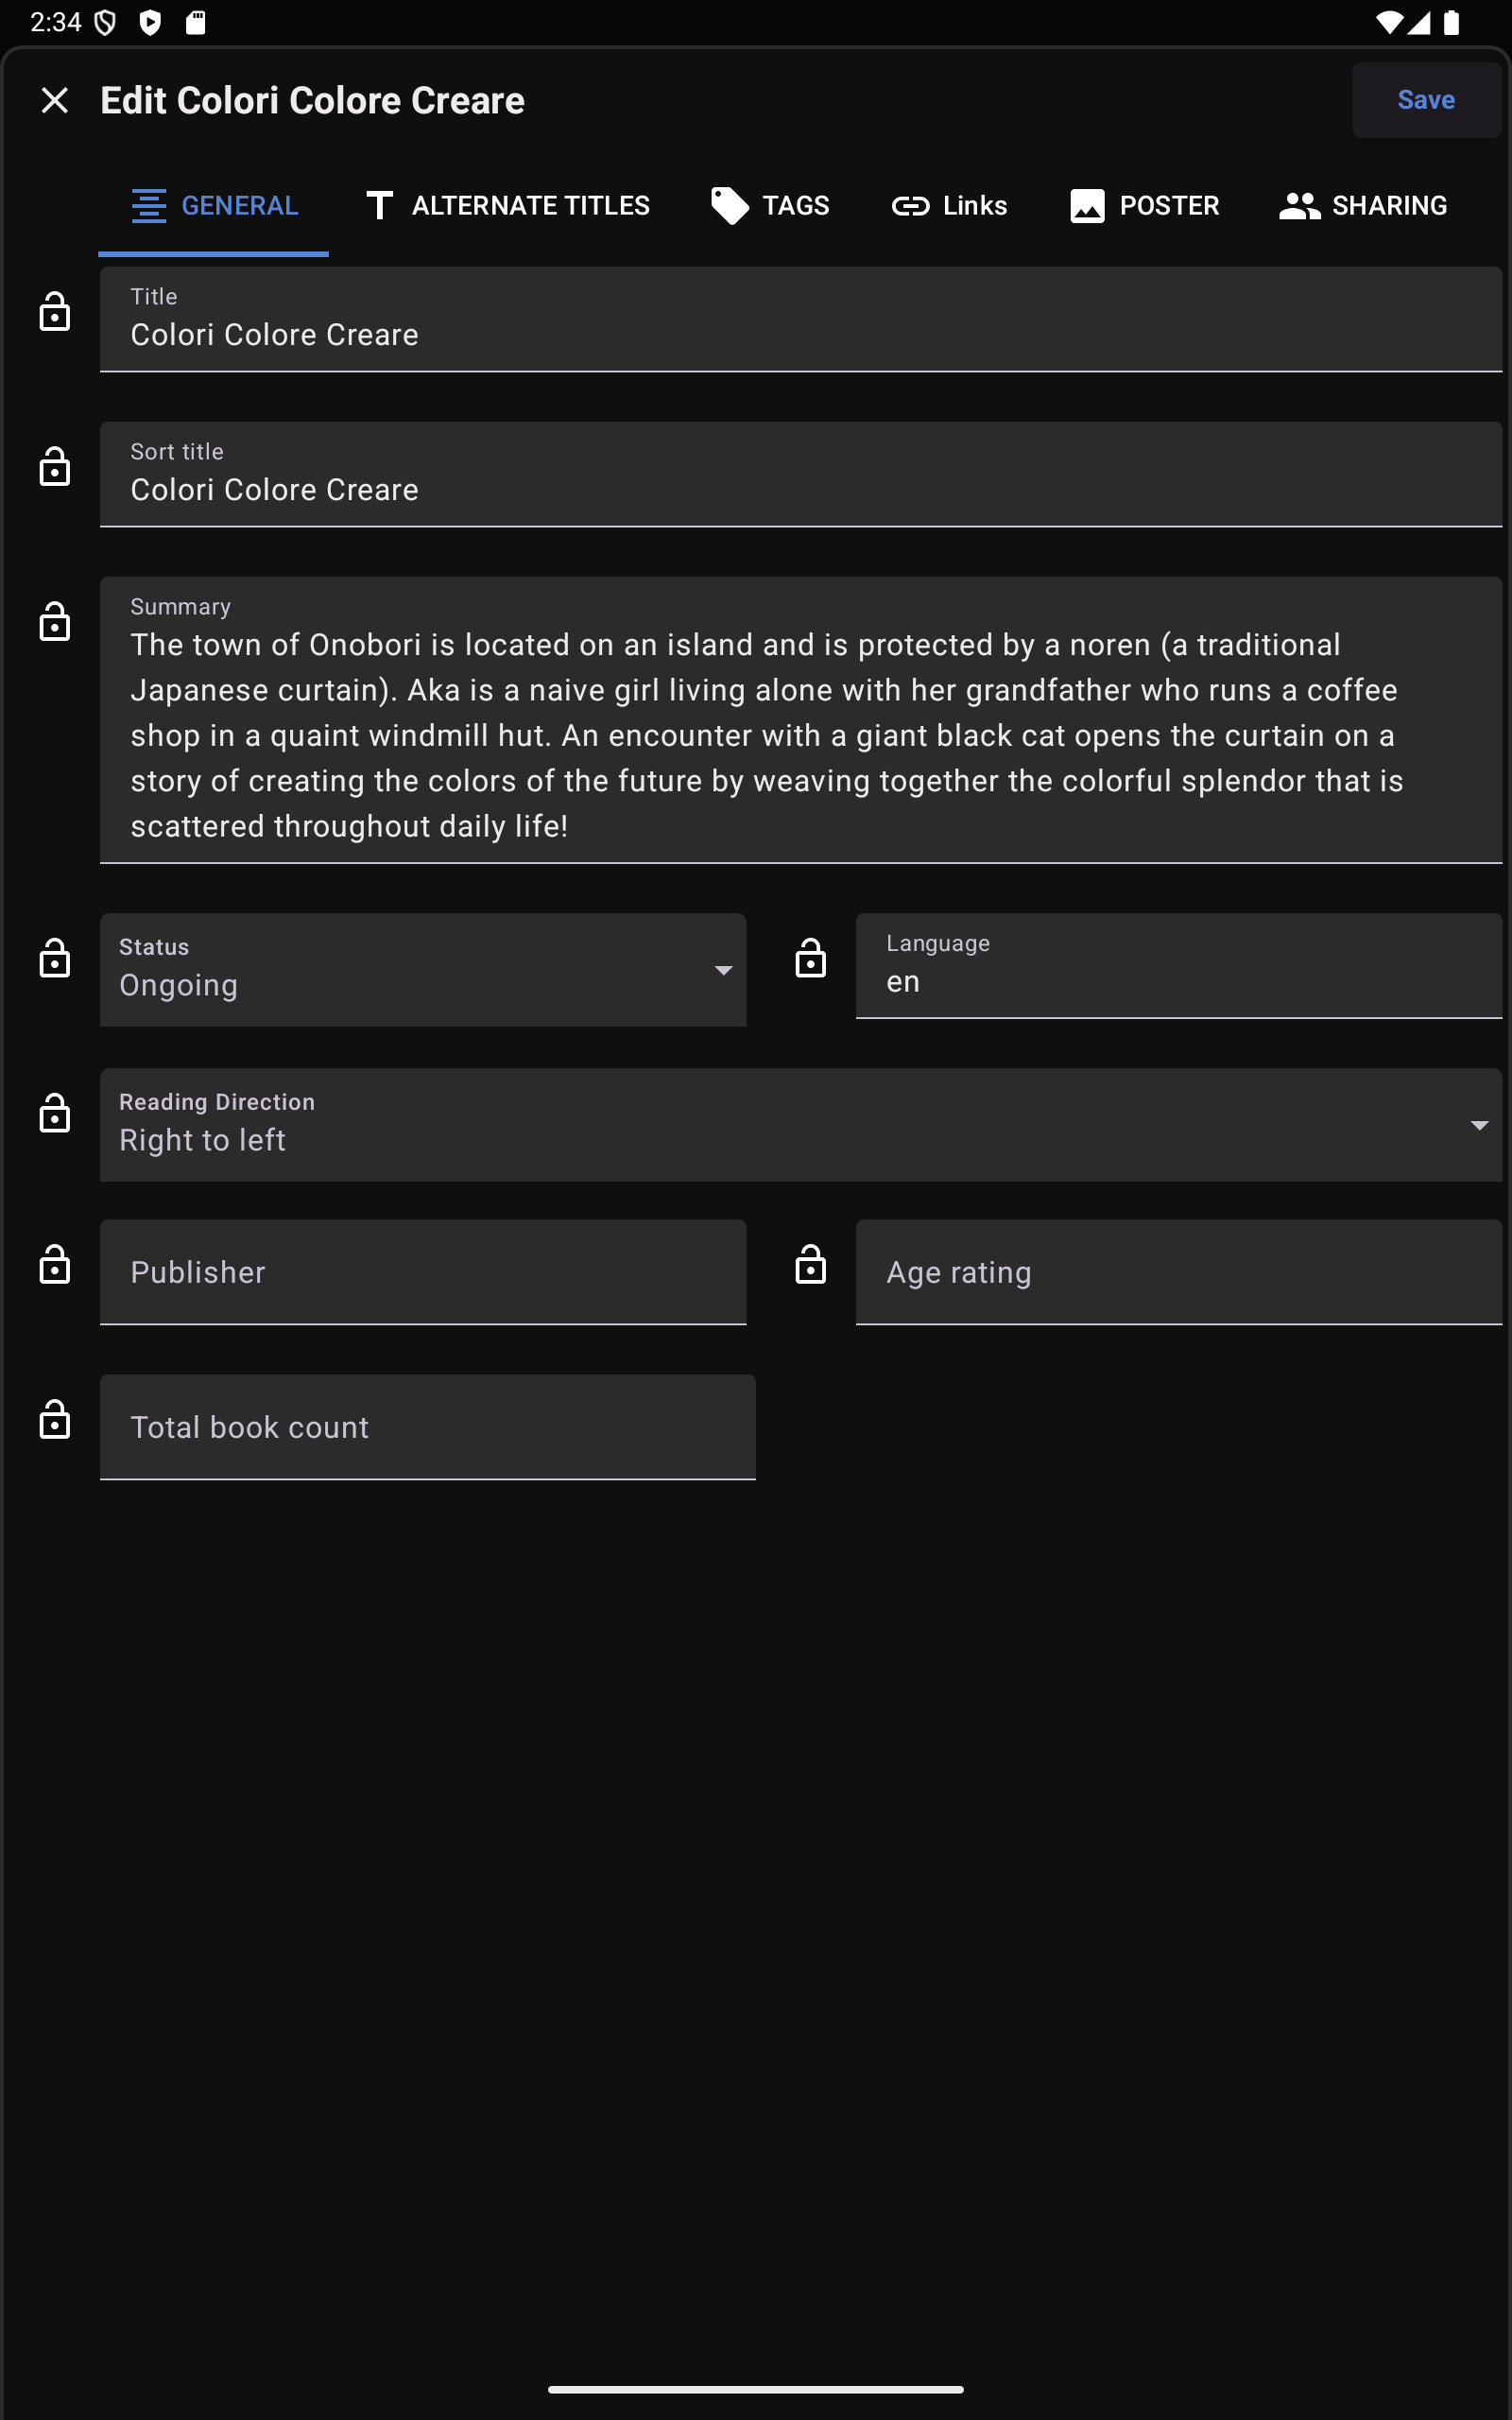 2:34
Edit Colori Colore Creare
Save
GENERAL
ALTERNATE TITLES
TAGS
Links
POSTER
SHARING
Title
Colori Colore Creare
Sort title
Colori Colore Creare
Summary
The town of Onobori is located on an island and is protected by a noren (a traditional
Japanese curtain). Aka is a naive girl living alone with her grandfather who runs a coffee
shop in a quaint windmill hut. An encounter with a giant black cat opens the curtain on a
story of creating the colors of the future by weaving together the colorful splendor that is
scattered throughout daily life!
Status
Ongoing
Language
en
Reading Direction
Right to left
Publisher
Age rating
Total book count